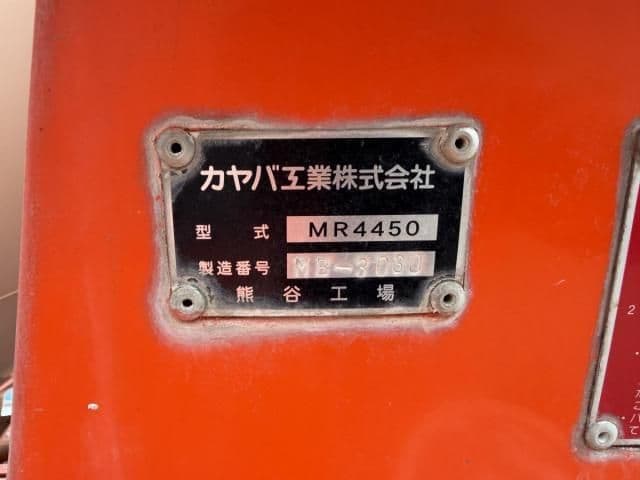 カヤバ工業株式会社
型式 MR4450
製造番号
熊谷工場